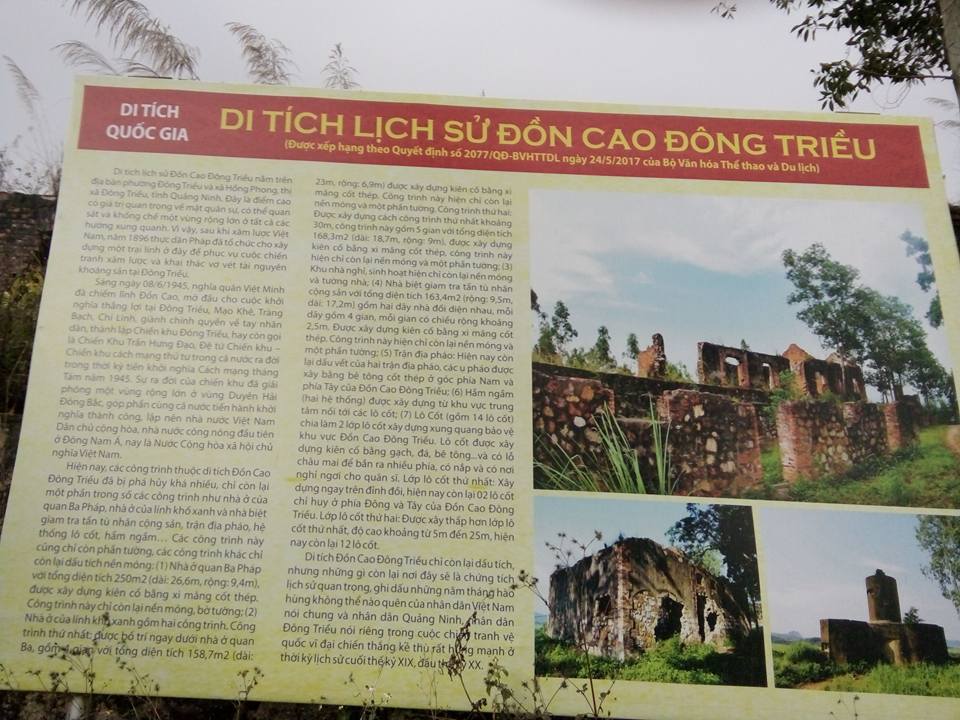 DI TÍCH
QUỐC GIA
DI TÍCH LỊCH SỬ ĐỒN CAO ĐÔNG TRIỀU
(Được xếp hạng theo Quyết định số 2077/QĐ-BVHTTDL ngày 24/5/2017 của Bộ Văn hóa Thể thao và Du lịch)
Di tích lịch sử Đồn Cao Đông Triều nằm trên
địa bàn phường Đông Triều và xã Hồng Phong, thị
xã Đông Triều, tỉnh Quảng Ninh. Đây là điểm cao
có giá trị quan trọng về mặt quân sự, có thể quan
sát và khống chế một vùng rộng lớn ở tất cả các
hướng xung quanh. Vì vậy, sau khi xâm lược Việt
Nam, năm 1896 thực dân Pháp đã tổ chức cho xây
dựng một trại lính ở đây để phục vụ cuộc chiến
tranh xâm lược và khai thác vơ vét tài nguyên
khoáng sản tại Đông Triều.
Sáng ngày 08/6/1945, nghĩa quân Việt Minh
đã chiếm lĩnh Đồn Cao, mở đầu cho cuộc khởi
nghĩa thắng lợi tại Đông Triều, Mạo Khê, Tràng
Bạch, Chí Linh, giành chính quyền về tay nhân
dân, thành lập Chiến khu Đông Triều, hay còn gọi
là Chiến Khu Trần Hưng Đạo, Đệ tứ Chiến khu –
Chiến khu cách mạng thứ tư trong cả nước ra đời
trong thời kỳ tiền khởi nghĩa Cách mạng tháng
Tám năm 1945. Sự ra đời của chiến khu đã giải
phóng một vùng rộng lớn ở vùng Duyên Hải
Đông Bắc, góp phần cùng cả nước tiến hành khởi
nghĩa thành công, lập nên nhà nước Việt Nam
Dân chủ cộng hòa, nhà nước công nông đầu tiên
ở Đông Nam Á, nay là Nước Cộng hòa xã hội chủ
nghĩa Việt Nam.
Hiện nay, các công trình thuộc di tích Đồn Cao
Đông Triều đã bị phá hủy khá nhiều, chỉ còn lại
một phần trong số các công trình như nhà ở của
quan Ba Pháp, nhà ở của lính khố xanh và nhà biệt
giam tra tấn tù nhân cộng sản, trận địa pháo, hệ
thống lô cốt, hầm ngầm… Các công trình này
cũng chỉ còn phần tường, các công trình khác chỉ
còn lại dấu tích nền móng: (1) Nhà ở quan Ba Pháp
với tổng diện tích 250m2 (dài: 26,6m, rộng: 9,4m),
được xây dựng kiên cố bằng xi măng cốt thép.
Công trình này chỉ còn lại nền móng, bờ tường; (2)
Nhà ở của lính khố xanh gồm hai công trình. Công
trình thứ nhất: được bố trí ngay dưới nhà ở quan
Ba, gồm 4 gian với tổng diện tích 158,7m2 (dài:
23m, rộng: 6,9m) được xây dựng kiên cố bằng xi
măng cốt thép. Công trình này hiện chỉ còn lại
nền móng và một phần tường. Công trình thứ hai:
Được xây dựng cách công trình thứ nhất khoảng
30m, công trình này gồm 5 gian với tổng diện tích
168,3m2 (dài: 18,7m, rộng: 9m), được xây dựng
kiên cố bằng xi măng cốt thép, công trình này
hiện chỉ còn lại nền móng và một phần tường; (3)
Khu nhà nghỉ, sinh hoạt hiện chỉ còn lại nền móng
và tường nhà; (4) Nhà biệt giam tra tấn tù nhân
cộng sản với tổng diện tích 163,4m2 (rộng: 9,5m,
dài: 17,2m) gồm hai dãy nhà đối diện nhau, mỗi
dãy gồm 4 gian, mỗi gian có chiều rộng khoảng
2,5m. Được xây dựng kiên cố bằng xi măng cốt
thép. Công trình này hiện chỉ còn lại nền móng và
một phần tường; (5) Trận địa pháo: Hiện nay còn
lại dấu vết của hai trận địa pháo, các ụ pháo được
xây bằng bê tông cốt thép ở góc phía Nam và
phía Tây của Đồn Cao Đông Triều; (6) Hầm ngầm
(hai hệ thống) được xây dựng từ khu vực trung
tâm nối tới các lô cốt; (7) Lô Cốt (gồm 14 lô cốt)
chia làm 2 lớp lô cốt xây dựng xung quang bảo vệ
khu vực Đồn Cao Đông Triều. Lô cốt được xây
dựng kiên cố bằng gạch, đá, bê tông...và có lỗ
châu mai để bắn ra nhiều phía, có nắp và có nơi
nghỉ ngơi cho quân sĩ. Lớp lô cốt thứ nhất: Xây
dựng ngay trên đỉnh đồi, hiện nay còn lại 02 lô cốt
chỉ huy ở phía Đông và Tây của Đồn Cao Đông
Triều. Lớp lô cốt thứ hai: Được xây thấp hơn lớp lô
cốt thứ nhất, độ cao khoảng từ 5m đến 25m, hiện
nay còn lại 12 lô cốt.
Di tích Đồn Cao Đông Triều chỉ còn lại dấu tích,
nhưng những gì còn lại nơi đây sẽ là chứng tích
lịch sử quan trọng, ghi dấu những năm tháng hào
hùng không thể nào quên của nhân dân Việt Nam
nói chung và nhân dân Quảng Ninh, nhân dân
Đông Triều nói riêng trong cuộc chiến tranh vệ
quốc vĩ đại chiến thắng kẻ thù rất hùng mạnh ở
thời kỳ lịch sử cuối thế kỷ XIX, đầu thế kỷ XX.